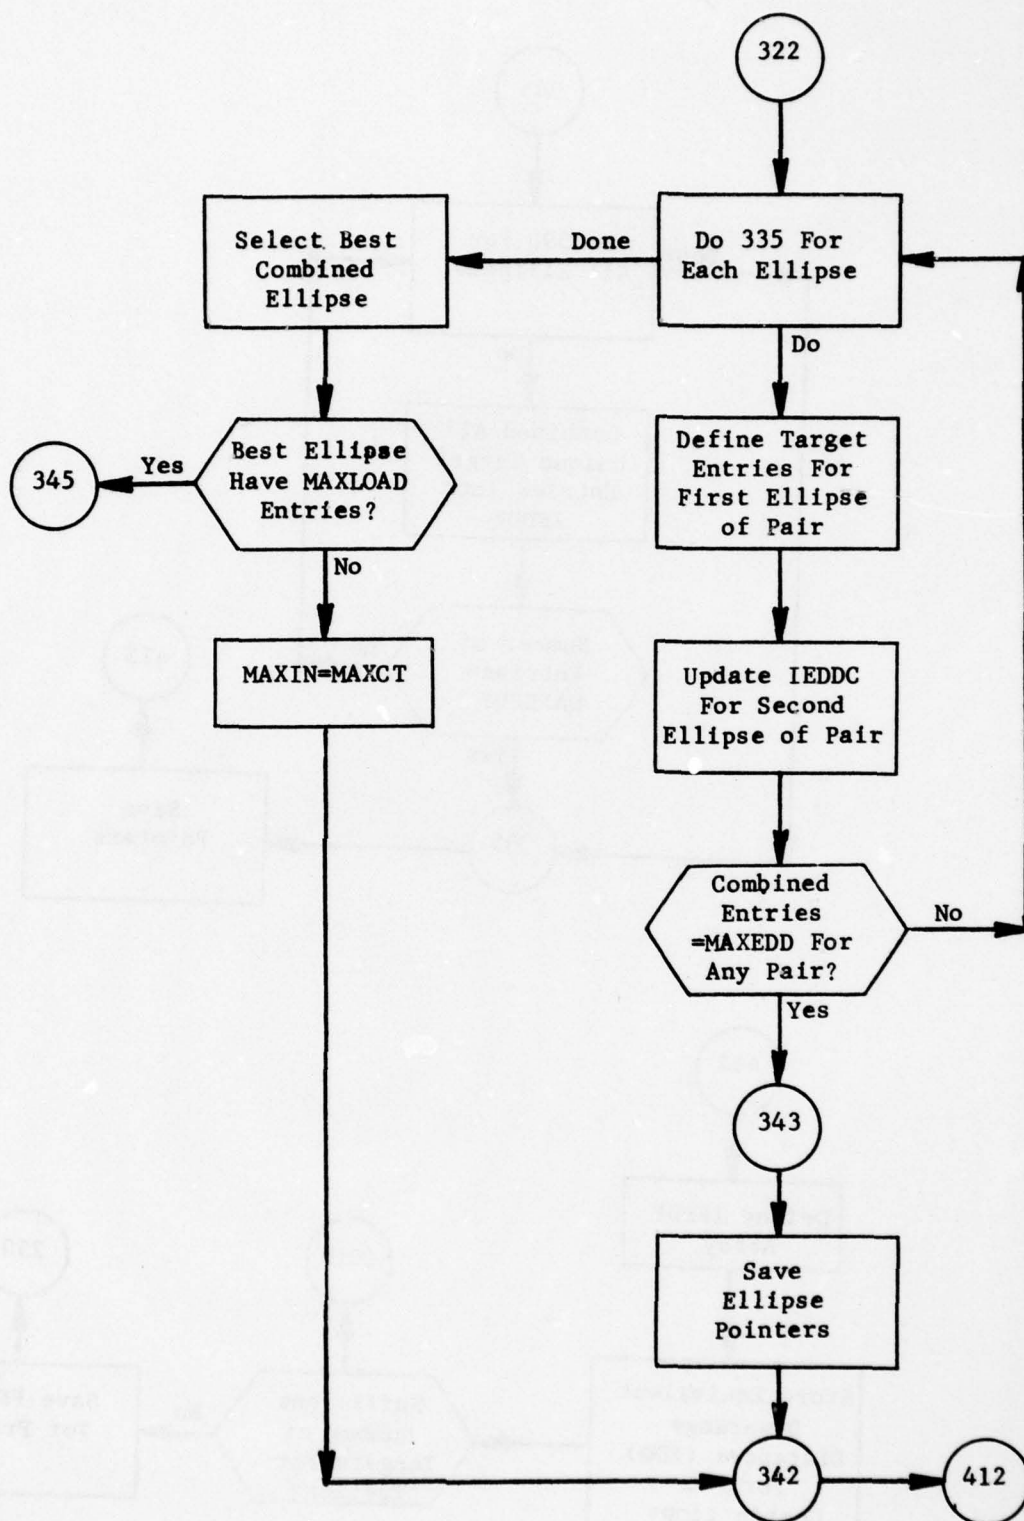 322
Do 335 For
Each Ellipse
Done
Select Best
Combined
Ellipse
Do
Best Ellipse
Have MAXLOAD
Entries?
Yes
345
No
MAXIN=MAXCT
Define Target
Entries For
First Ellipse
of Pair
Update IEDDC
For Second
Ellipse of Pair
Combined
Entries
=MAXEDD For
Any Pair?
No
Yes
343
Save
Ellipse
Pointers
342
412